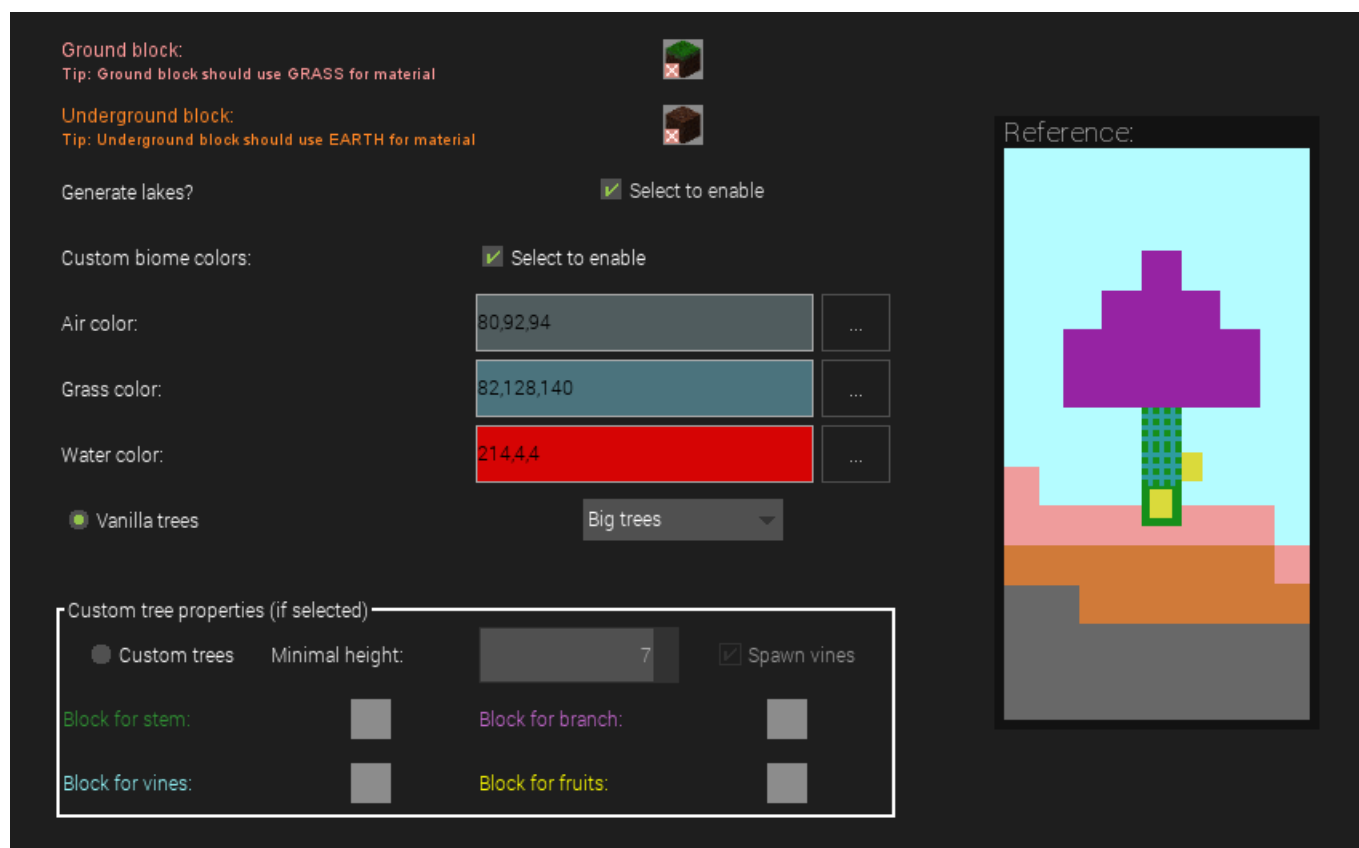 Ground block:
Tip: Ground block should use GRASS for material
Underground block:
Tip: Underground block should use EARTH for material
Reference:
Generate lakes?
Select to enable
Custom biome colors:
Select to enable
Air color:
80,92,94
...
Grass color:
82,128,140
...
Water color:
214,4,4
...
Vanilla trees
Big trees
Custom tree properties (if selected)
Custom trees
Minimal height:
7
Spawn vines
Block for stem:
Block for branch:
Block for vines:
Block for fruits: